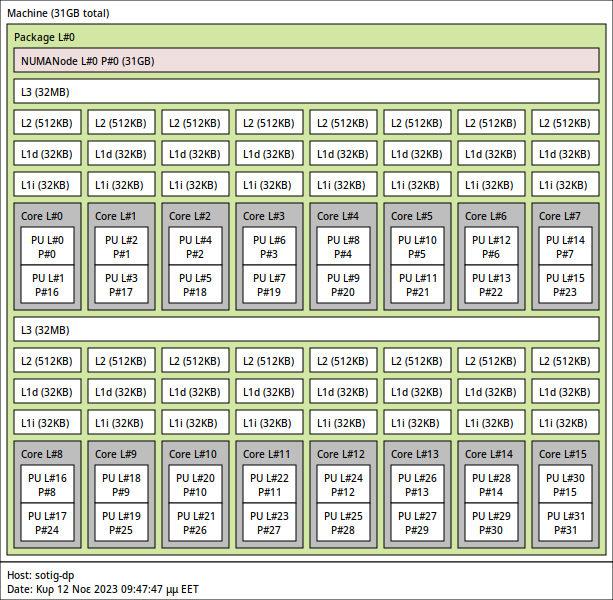 Machine (31GB total)
Package L#0
NUMANode L#0 P#0 (31GB)
L3 (32MB)
L2 (512KB) L2 (512KB) L2 (512KB) L2 (512KB) L2 (512KB) L2 (512KB) L2 (512KB) L2 (512KB)
L1d (32KB) L1d (32KB) L1d (32KB) L1d (32KB) L1d (32KB) L1d (32KB) L1d (32KB) L1d (32KB)
L1i (32KB) L1i (32KB) L1i (32KB) L1i (32KB) L1i (32KB) L1i (32KB) L1i (32KB) L1i (32KB)
Core L#0 Core L#1 Core L#2 Core L#3 Core L#4 Core L#5 Core L#6 Core L#7
PU L#0 PU L#2 PU L#4 PU L#6 PU L#8 PU L#10 PU L#12 PU L#14
P#0 P#1 P#2 P#3 P#4 P#5 P#6 P#7
PU L#1 PU L#3 PU L#5 PU L#7 PU L#9 PU L#11 PU L#13 PU L#15
P#16 P#17 P#18 P#19 P#20 P#21 P#22 P#23
L3 (32MB)
L2 (512KB) L2 (512KB) L2 (512KB) L2 (512KB) L2 (512KB) L2 (512KB) L2 (512KB) L2 (512KB)
L1d (32KB) L1d (32KB) L1d (32KB) L1d (32KB) L1d (32KB) L1d (32KB) L1d (32KB) L1d (32KB)
L1i (32KB) L1i (32KB) L1i (32KB) L1i (32KB) L1i (32KB) L1i (32KB) L1i (32KB) L1i (32KB)
Core L#8 Core L#9 Core L#10 Core L#11 Core L#12 Core L#13 Core L#14 Core L#15
PU L#16 PU L#18 PU L#20 PU L#22 PU L#24 PU L#26 PU L#28 PU L#30
P#8 P#9 P#10 P#11 P#12 P#13 P#14 P#15
PU L#17 PU L#19 PU L#21 PU L#23 PU L#25 PU L#27 PU L#29 PU L#31
P#24 P#25 P#26 P#27 P#28 P#29 P#30 P#31
Host: sotig-dp
Date: Κυρ 12 Νοε 2023 09:47:47 μμ EET